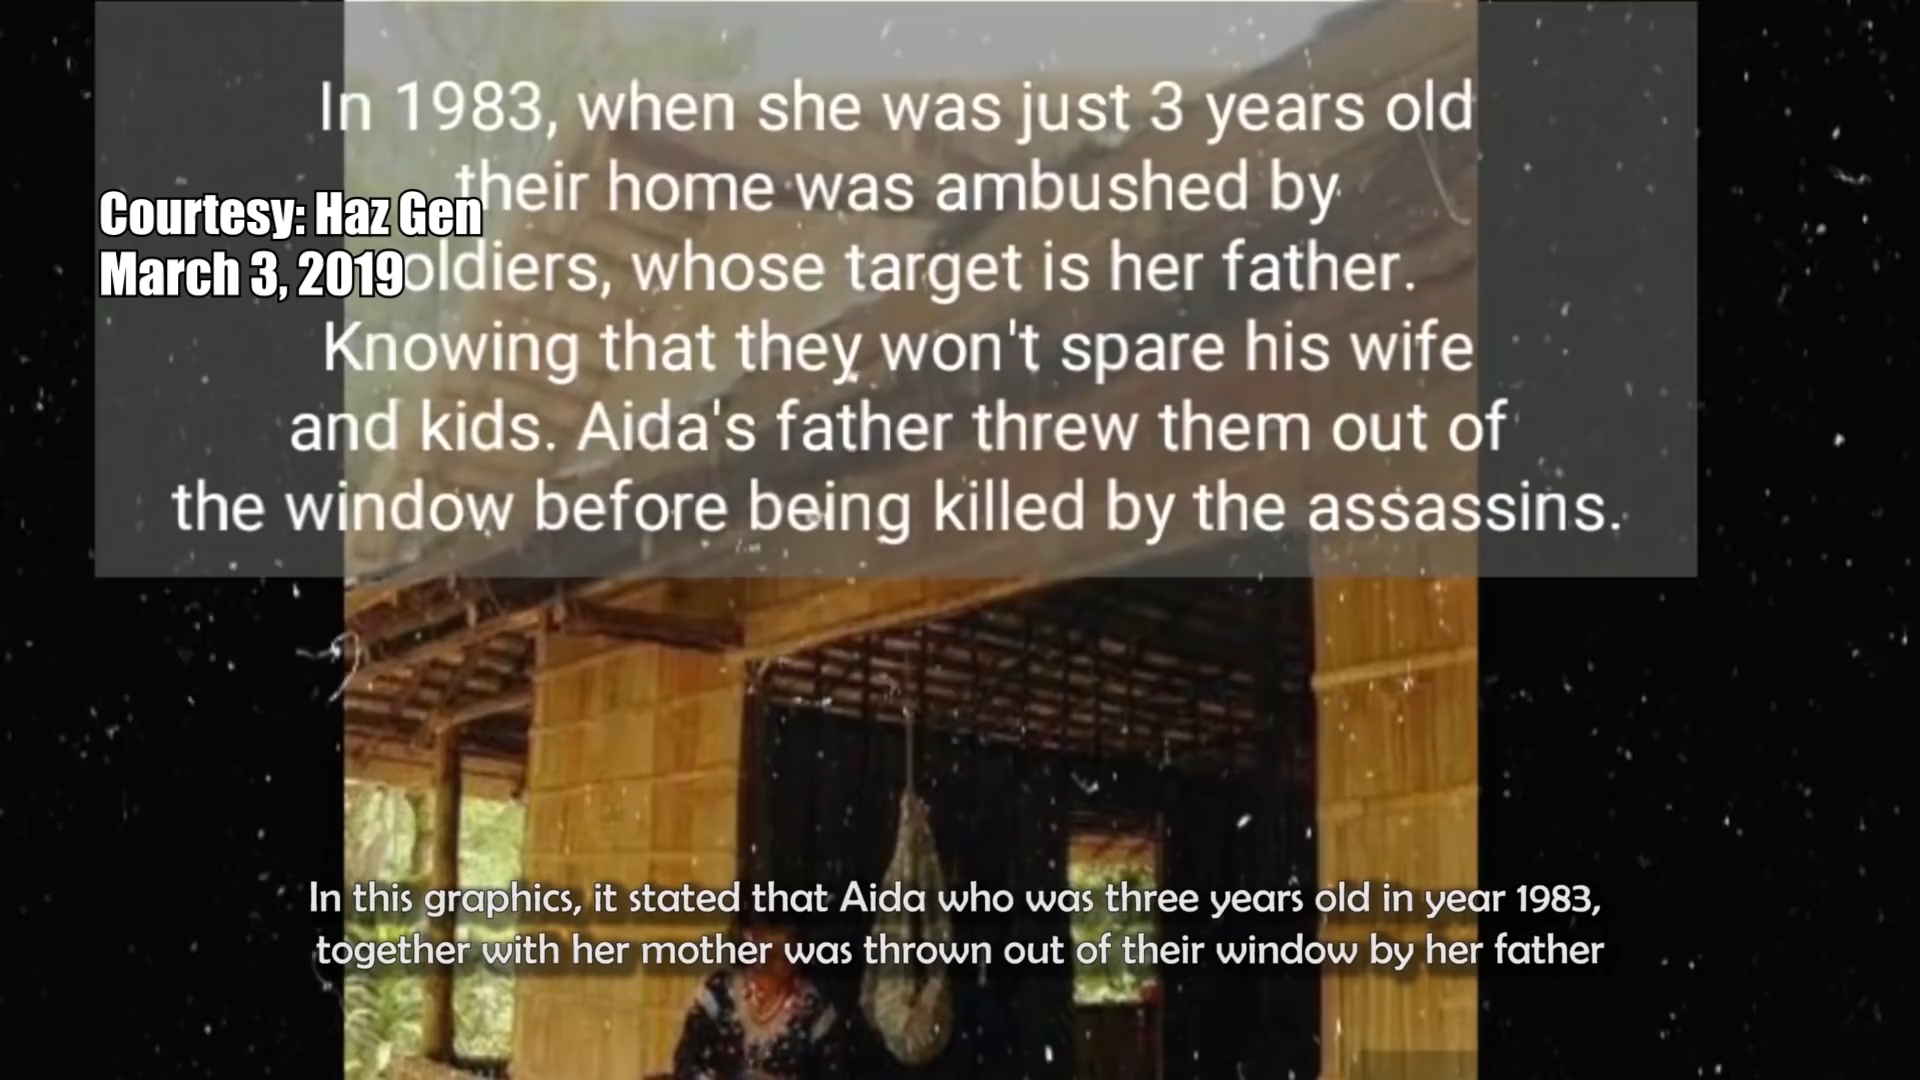 In 1983, when she was just 3 years old
their home was ambushed by
oldiers, whose target is her father.
Knowing that they won't spare his wife
and kids. Aida's father threw them out of
the window before being killed by the assassins.
Courtesy: Haz Gen
March 3, 2019
In this graphics, it stated that Aida who was three years old in year 1983,
together with her mother was thrown out of their window by her father